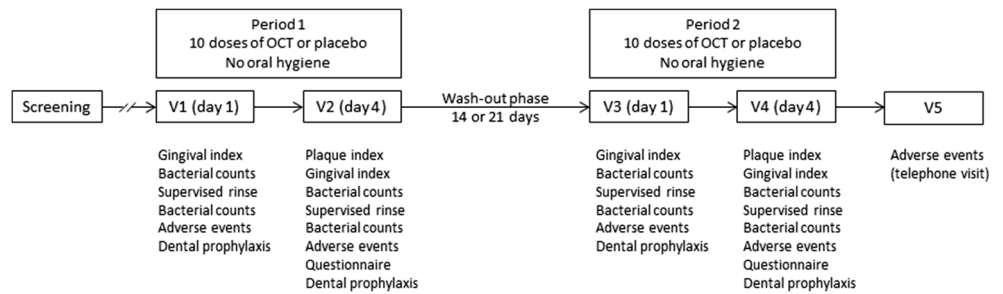 Period 1
10 doses of OCT or placebo
No oral hygiene
Period 2
10 doses of OCT or placebo
No oral hygiene
Screening
V1 (day 1)
V2 (day 4)
Wash-out phase
14 or 21 days
V3 (day 1)
V4 (day 4)
V5
Gingival index
Bacterial counts
Supervised rinse
Bacterial counts
Adverse events
Dental prophylaxis
Plaque index
Gingival index
Bacterial counts
Supervised rinse
Bacterial counts
Adverse events
Questionnaire
Dental prophylaxis
Gingival index
Bacterial counts
Supervised rinse
Bacterial counts
Adverse events
Dental prophylaxis
Plaque index
Gingival index
Bacterial counts
Supervised rinse
Bacterial counts
Adverse events
Questionnaire
Dental prophylaxis
Adverse events
(telephone visit)